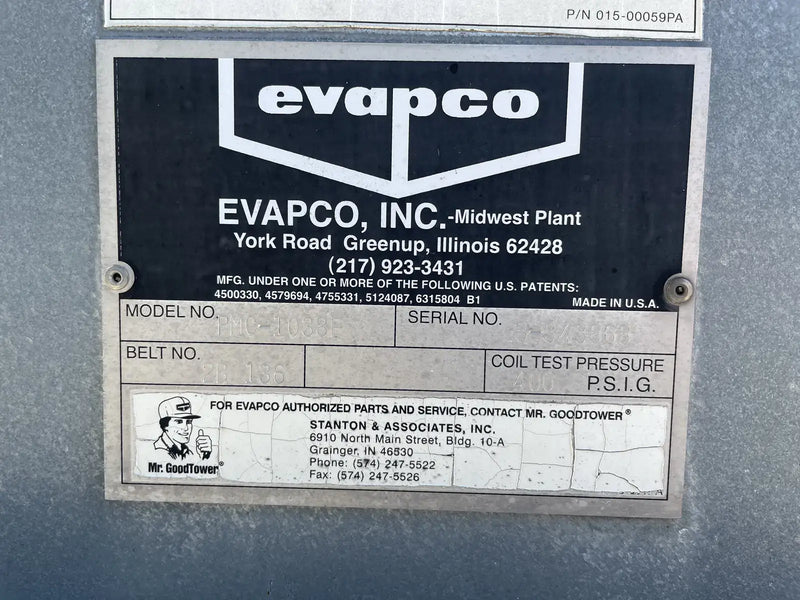 P/N 015-00059PA
evapco
EVAPCO, INC.-Midwest Plant
York Road Greenup, Illinois 62428
(217) 923-3431
MFG. UNDER ONE OR MORE OF THE FOLLOWING U.S. PATENTS:
4500330, 4579694, 4755331, 5124087, 6315804 B1
MADE IN U.S.A.
MODEL NO.
SERIAL NO.
BELT NO. 2B 136
COIL TEST PRESSURE
P.S.I.G.
FOR EVAPCO AUTHORIZED PARTS AND SERVICE, CONTACT MR. GOODTOWER®
STANTON & ASSOCIATES, INC.
6910 North Main Street, Bldg. 10-A
Grainger, IN 46530
Phone: (574) 247-5522
Fax: (574) 247-5526
Mr. GoodTower®